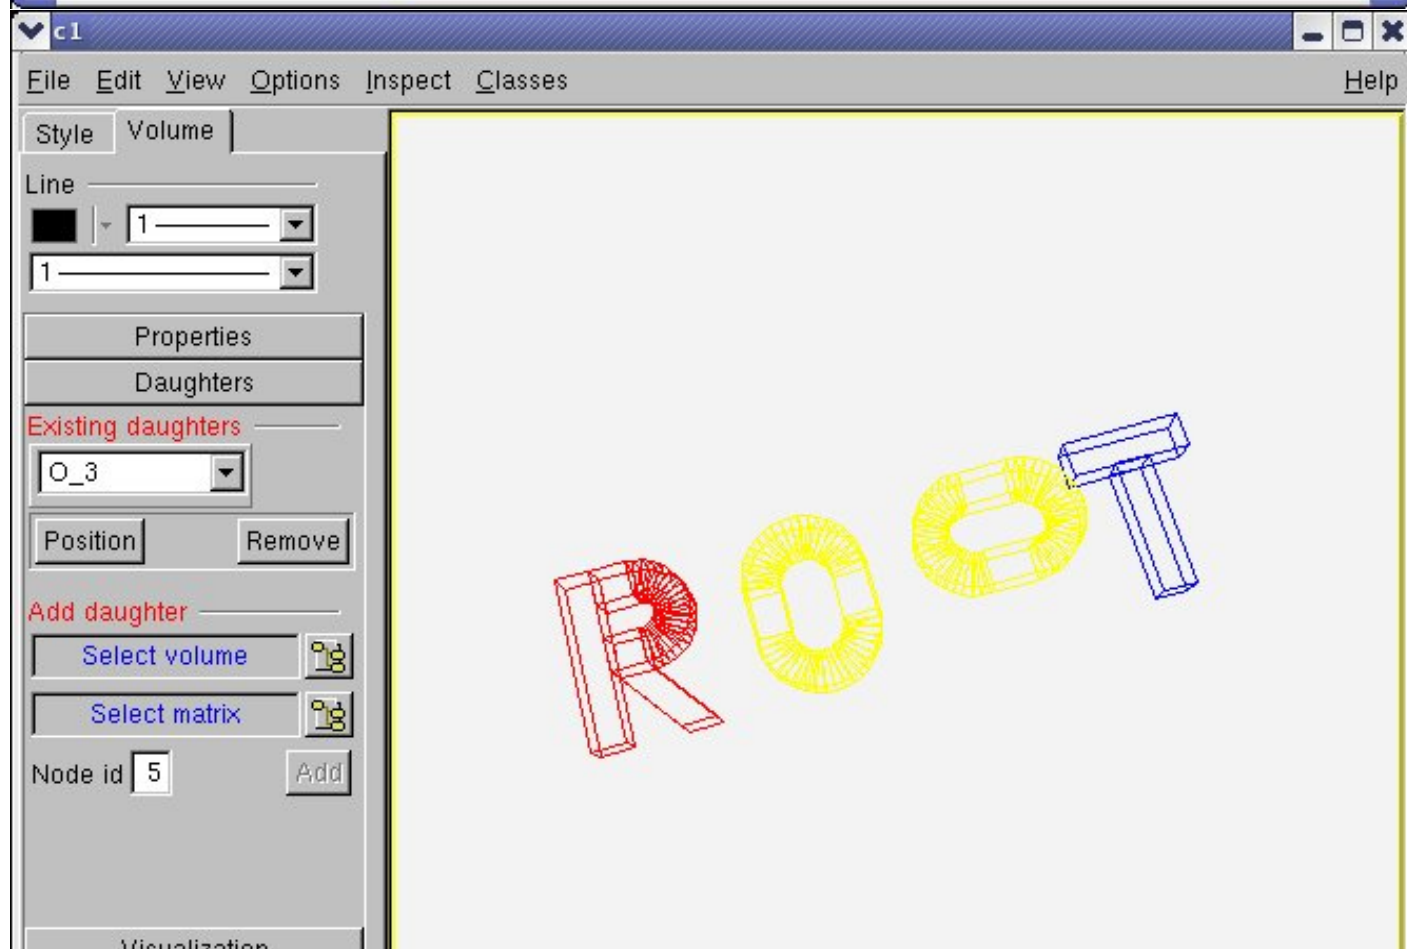 c1
File Edit View Options Inspect Classes Help
Style Volume
Line
1
1
Properties
Daughters
Existing daughters
O_3
Position Remove
Add daughter
Select volume
Select matrix
Node id 5 Add
Visualization
ROOT